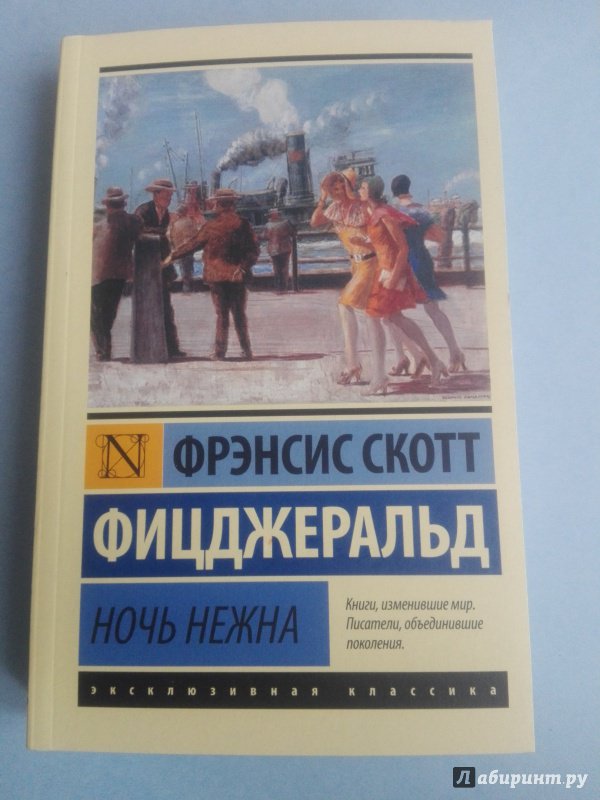 N
ФРЭНСИС СКОТТ
ФИЦДЖЕРАЛЬД
НОЧЬ НЕЖНА
Книги, изменившие мир.
Писатели, объединившие
поколения.
эксклюзивная классика
Лабиринт.ру